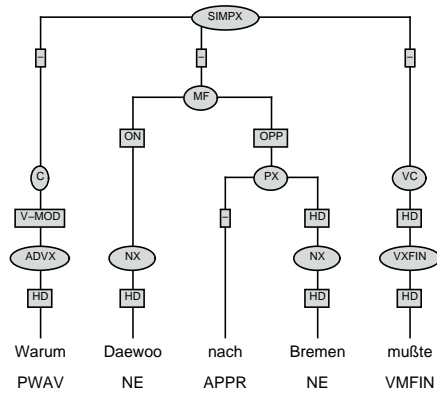 SIMPX
– – –
MF
ON OPP
C PX VC
V–MOD – HD HD
ADVX NX NX VXFIN
HD HD HD HD
Warum Daewoo nach Bremen mußte
PWAV NE APPR NE VMFIN